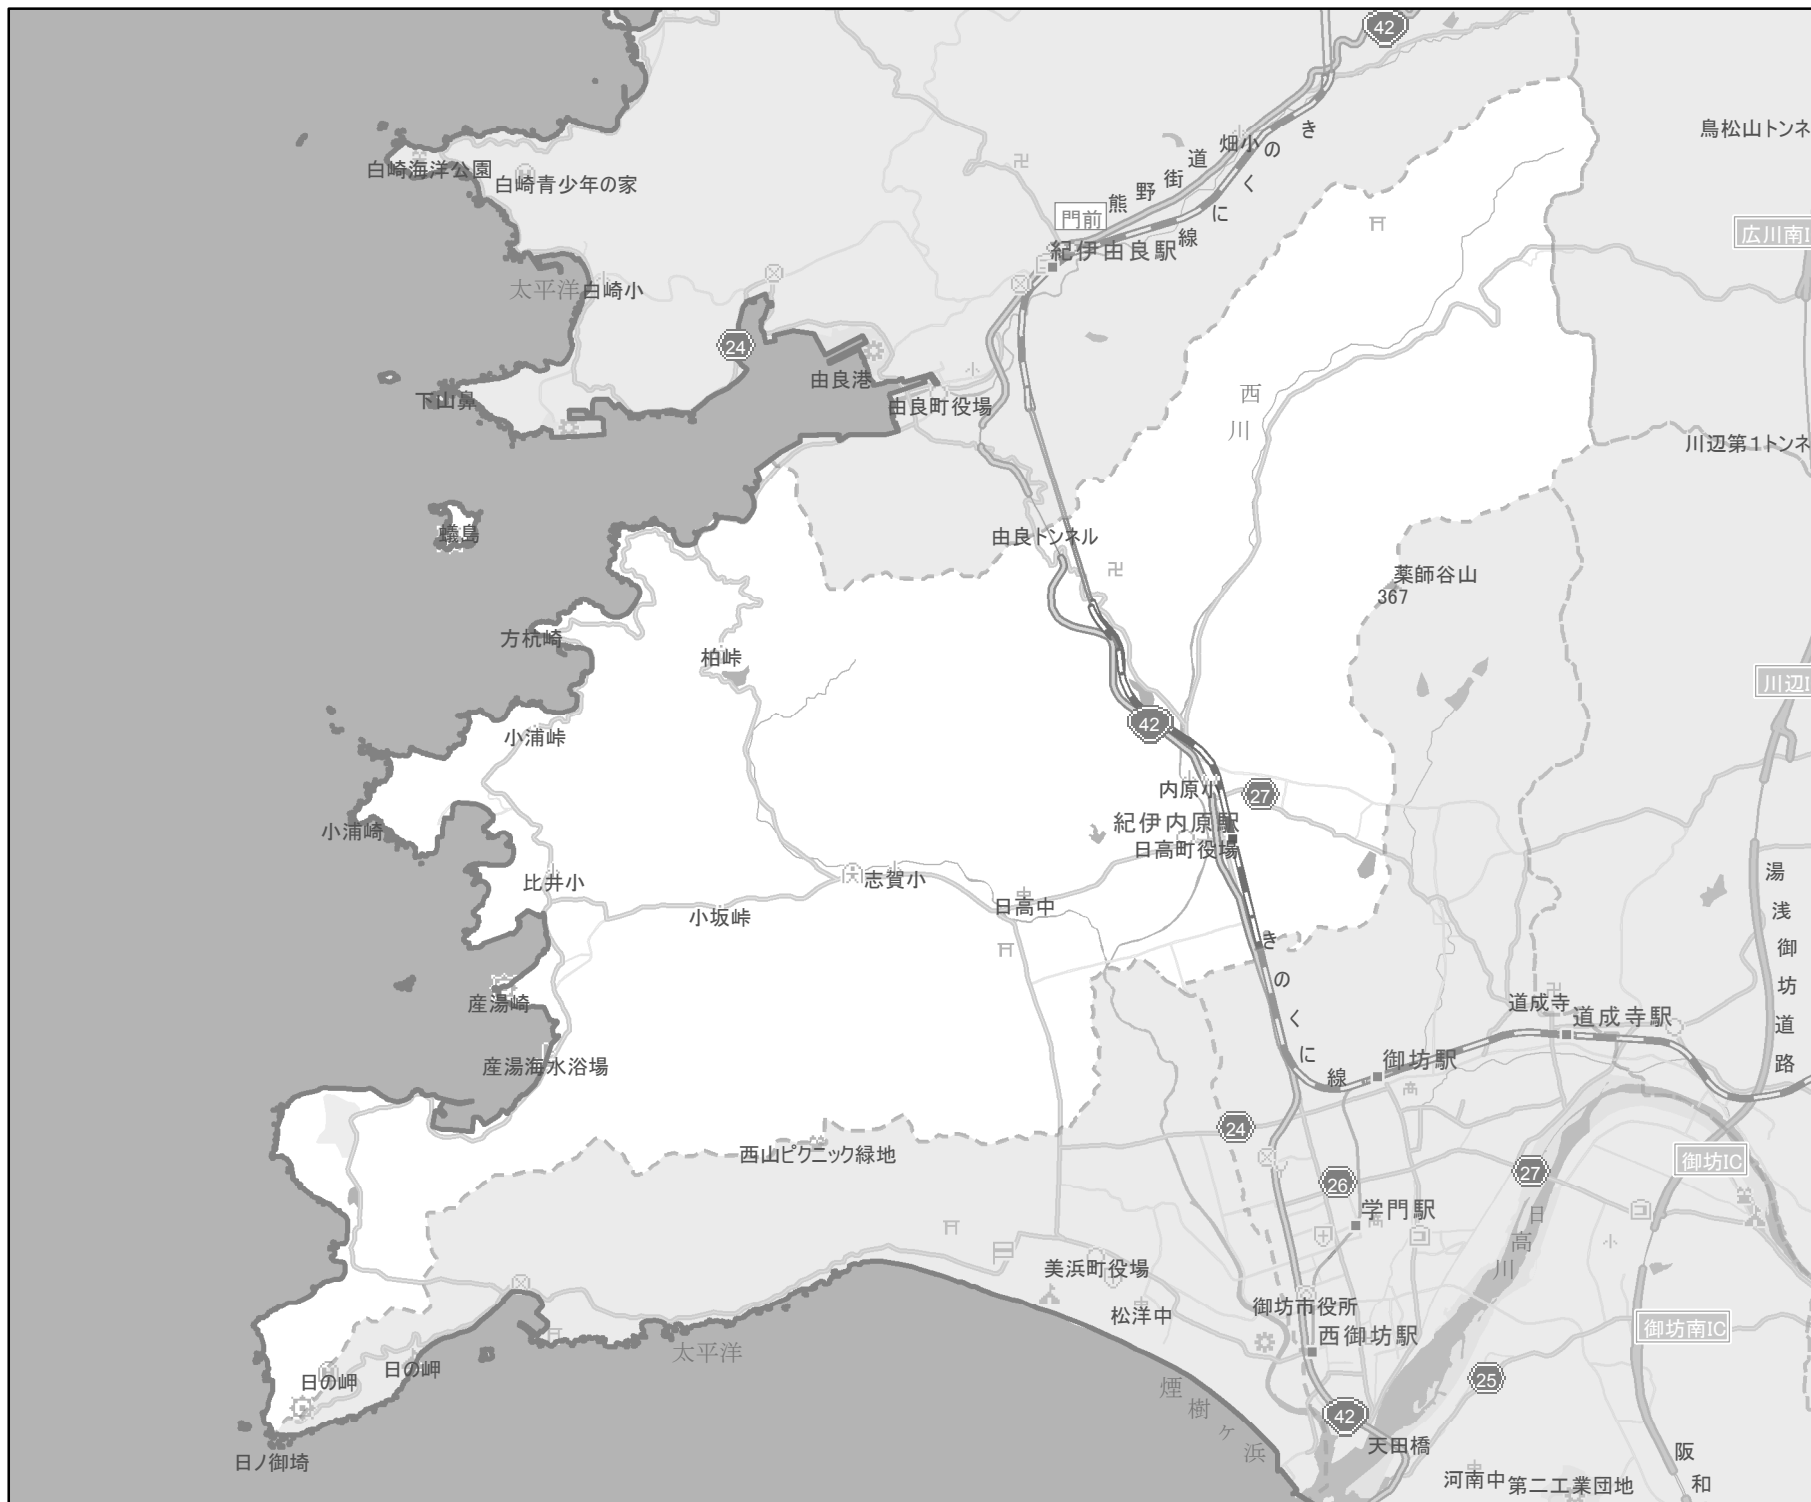 42
鳥松山トンネ
畑小
きのくに線
熊野街道
白崎海洋公園
白崎青少年の家
門前
紀伊由良駅
広川南I
太平洋
白崎小
24
由良港
下山鼻
由良町役場
西川
川辺第1トンネ
蟻島
由良トンネル
薬師谷山
367
方杭崎
柏峠
川辺I
小浦峠
42
内原小
27
小浦崎
紀伊内原駅
日高町役場
比井小
志賀小
湯浅御坊道路
小坂峠
日高中
きのくに線
産湯崎
道成寺
道成寺駅
産湯海水浴場
御坊駅
24
西山ピクニック緑地
御坊IC
26
27
学門駅
日高川
美浜町役場
御坊市役所
松洋中
御坊南IC
西御坊駅
太平洋
日の岬
日の岬
25
煙樹ヶ浜
42
天田橋
日ノ御埼
阪和
河南中
第二工業団地